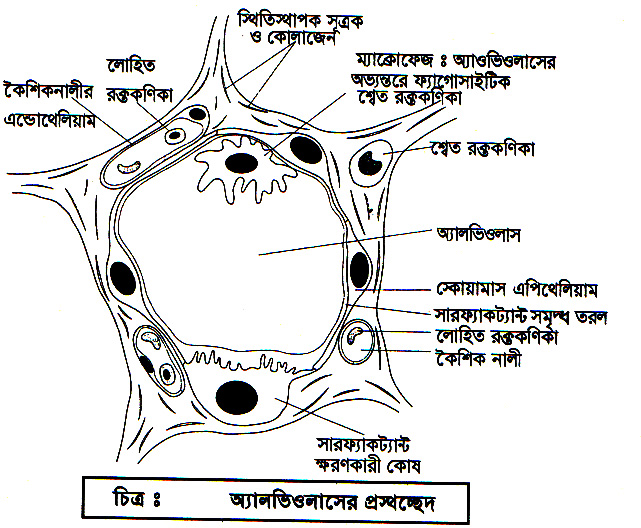 স্থিতিস্থাপক সূত্রক
ও কোলাজেন
ম্যাক্রোফেজ : অ্যাওভিওলাসের
অভ্যন্তরে ফ্যাগোসাইটিক
শ্বেত রক্তকণিকা
লোহিত
রক্তকণিকা
কৈশিকনালীর
এন্ডোথেলিয়াম
শ্বেত রক্তকণিকা
অ্যালভিওলাস
স্কোয়ামাস এপিথেলিয়াম
সারফ্যাকট্যান্ট সমৃদ্ধ তরল
লোহিত রক্তকণিকা
কৈশিক নালী
সারফ্যাকট্যান্ট
ক্ষরণকারী কোষ
চিত্র : অ্যালভিওলাসের প্রস্থচ্ছেদ